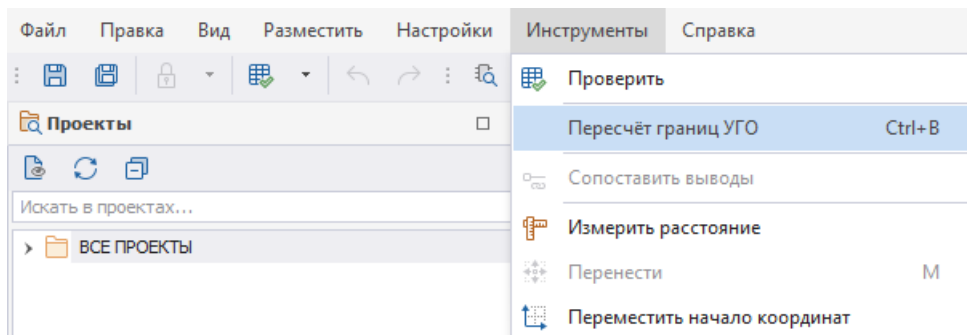 Файл Правка Вид Разместить Настройки Инструменты Справка
Проверить
Проекты
Пересчёт границ УГО Ctrl+B
Сопоставить выводы
Искать в проектах...
Измерить расстояние
ВСЕ ПРОЕКТЫ
Перенести M
Переместить начало координат